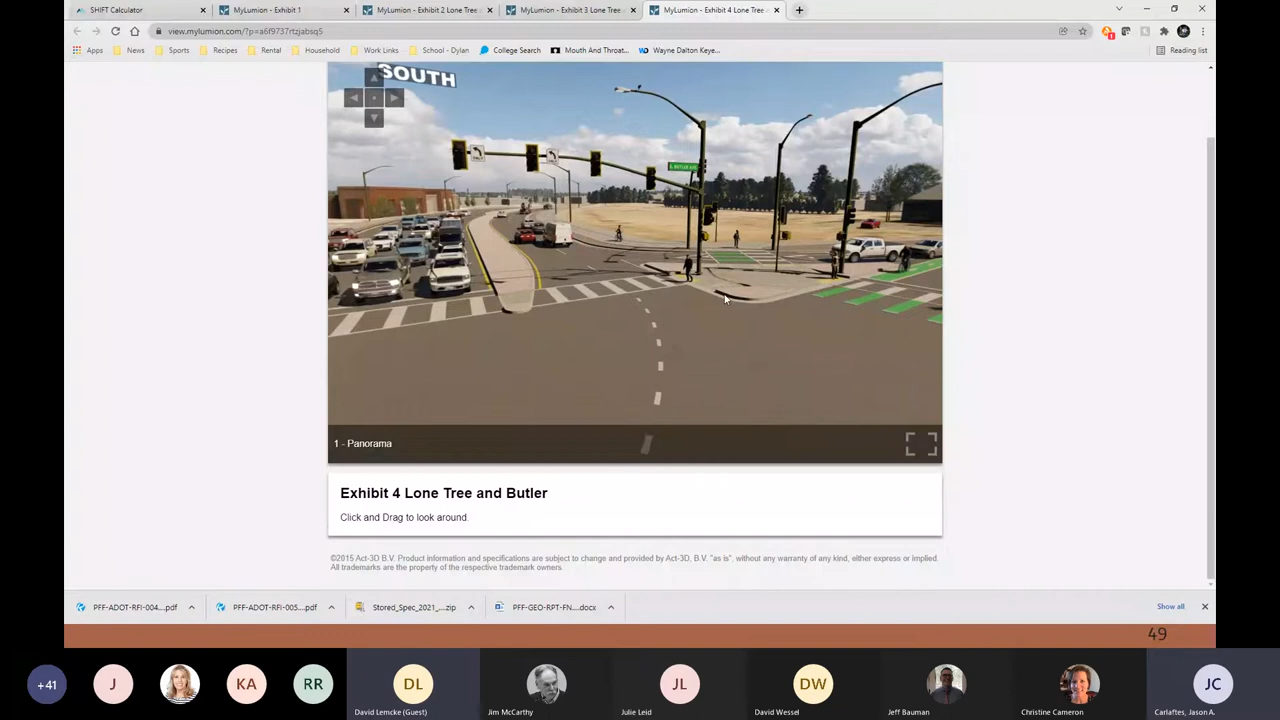 SHIFT Calculator
MyLumion - Exhibit 1
MyLumion - Exhibit 2 Lone Tree
MyLumion - Exhibit 3 Lone Tree
MyLumion - Exhibit 4 Lone Tree
view.mylumion.com/?p=a6f9737rtzjabsq5
Apps
News
Sports
Recipes
Rental
Household
Work Links
School - Dylan
College Search
Mouth And Throat...
Wayne Dalton Keye...
Reading list
SOUTH
E BUTLER AVE
1 - Panorama
Exhibit 4 Lone Tree and Butler
Click and Drag to look around.
©2015 Act-3D B.V. Product information and specifications are subject to change and provided by Act-3D. B.V. "as is", without any warranty of any kind, either express or implied.
All trademarks are the property of the respective trademark owners.
PFF-ADOT-RFI-004....pdf
PFF-ADOT-RFI-005....pdf
Stored_Spec_2021_....zip
PFF-GEO-RPT-FN....docx
Show all
49
+41
J
KA
RR
DL
JL
DW
JC
David Lemcke (Guest)
Jim McCarthy
Julie Leid
David Wessel
Jeff Bauman
Christine Cameron
Carlaftes, Jason A.